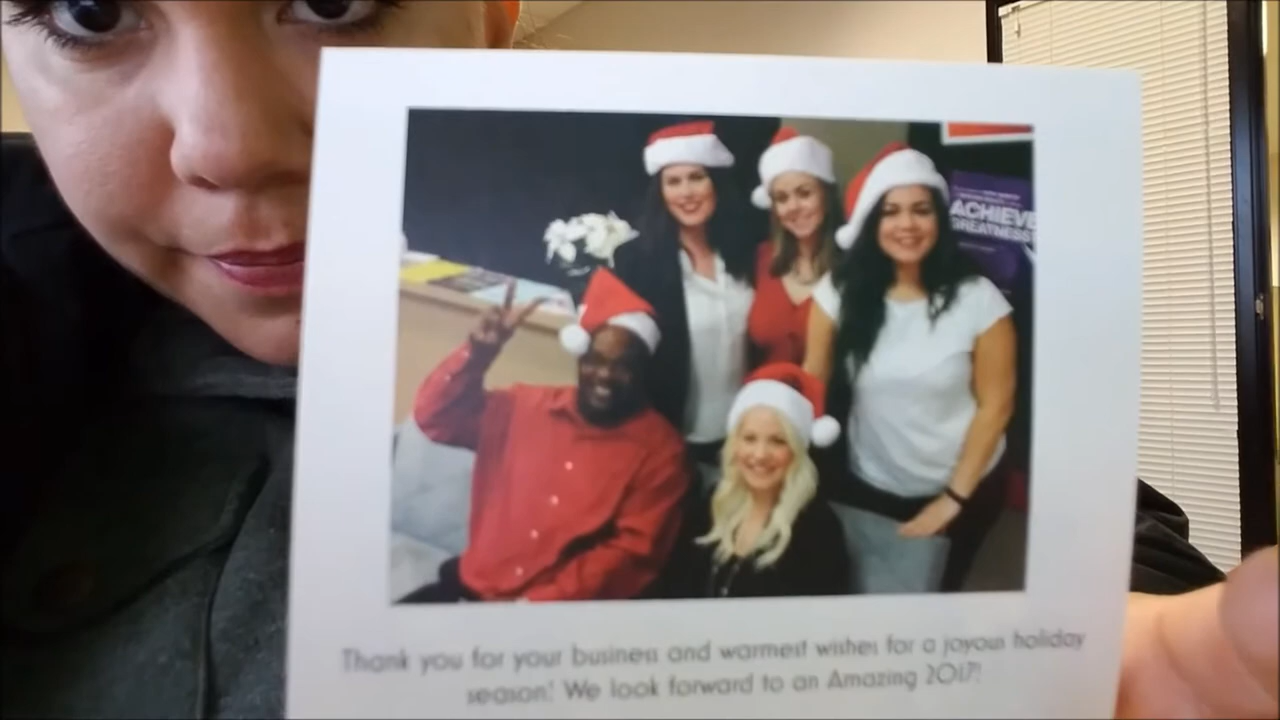 ACHIEVE
GREATNESS
Thank you for your business and warmest wishes for a joyous holiday
season! We look forward to an Amazing 2017!